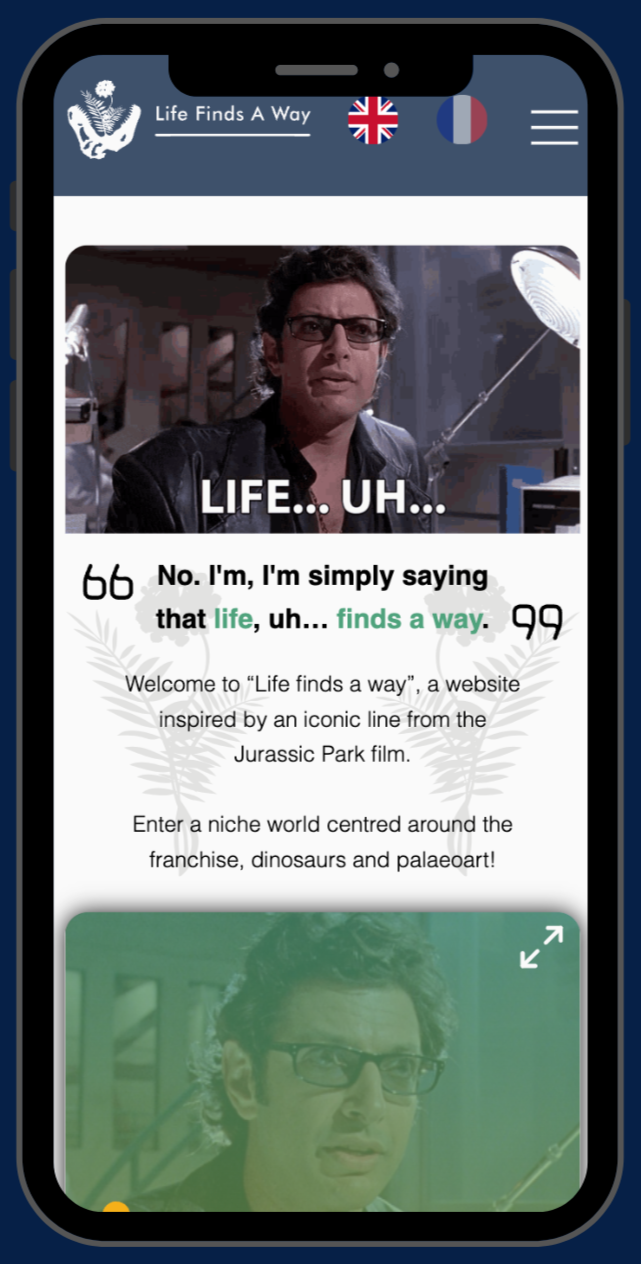 Life Finds A Way
LIFE... UH...
“ No. I'm, I'm simply saying
that life, uh... finds a way. ”
Welcome to “Life finds a way”, a website
inspired by an iconic line from the
Jurassic Park film.
Enter a niche world centred around the
franchise, dinosaurs and palaeoart!